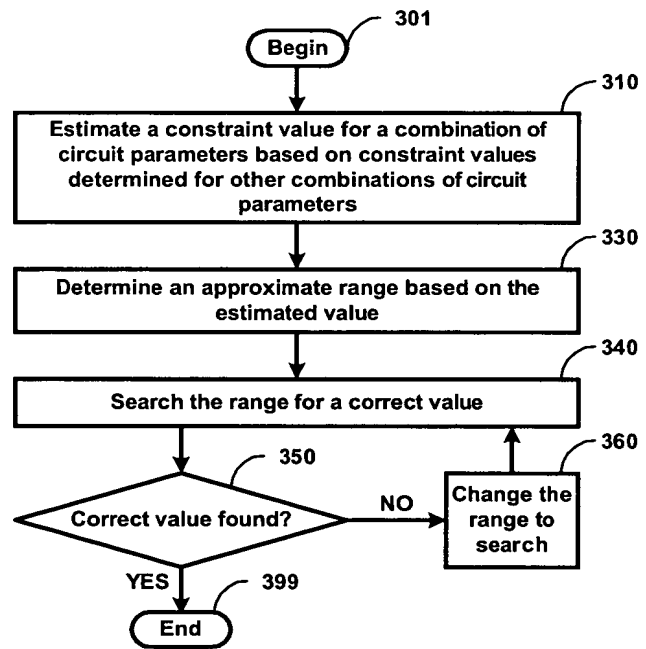 301
Begin
310
Estimate a constraint value for a combination of
circuit parameters based on constraint values
determined for other combinations of circuit
parameters
330
Determine an approximate range based on the
estimated value
340
Search the range for a correct value
350
360
Correct value found?
NO
Change the
range to
search
YES
399
End